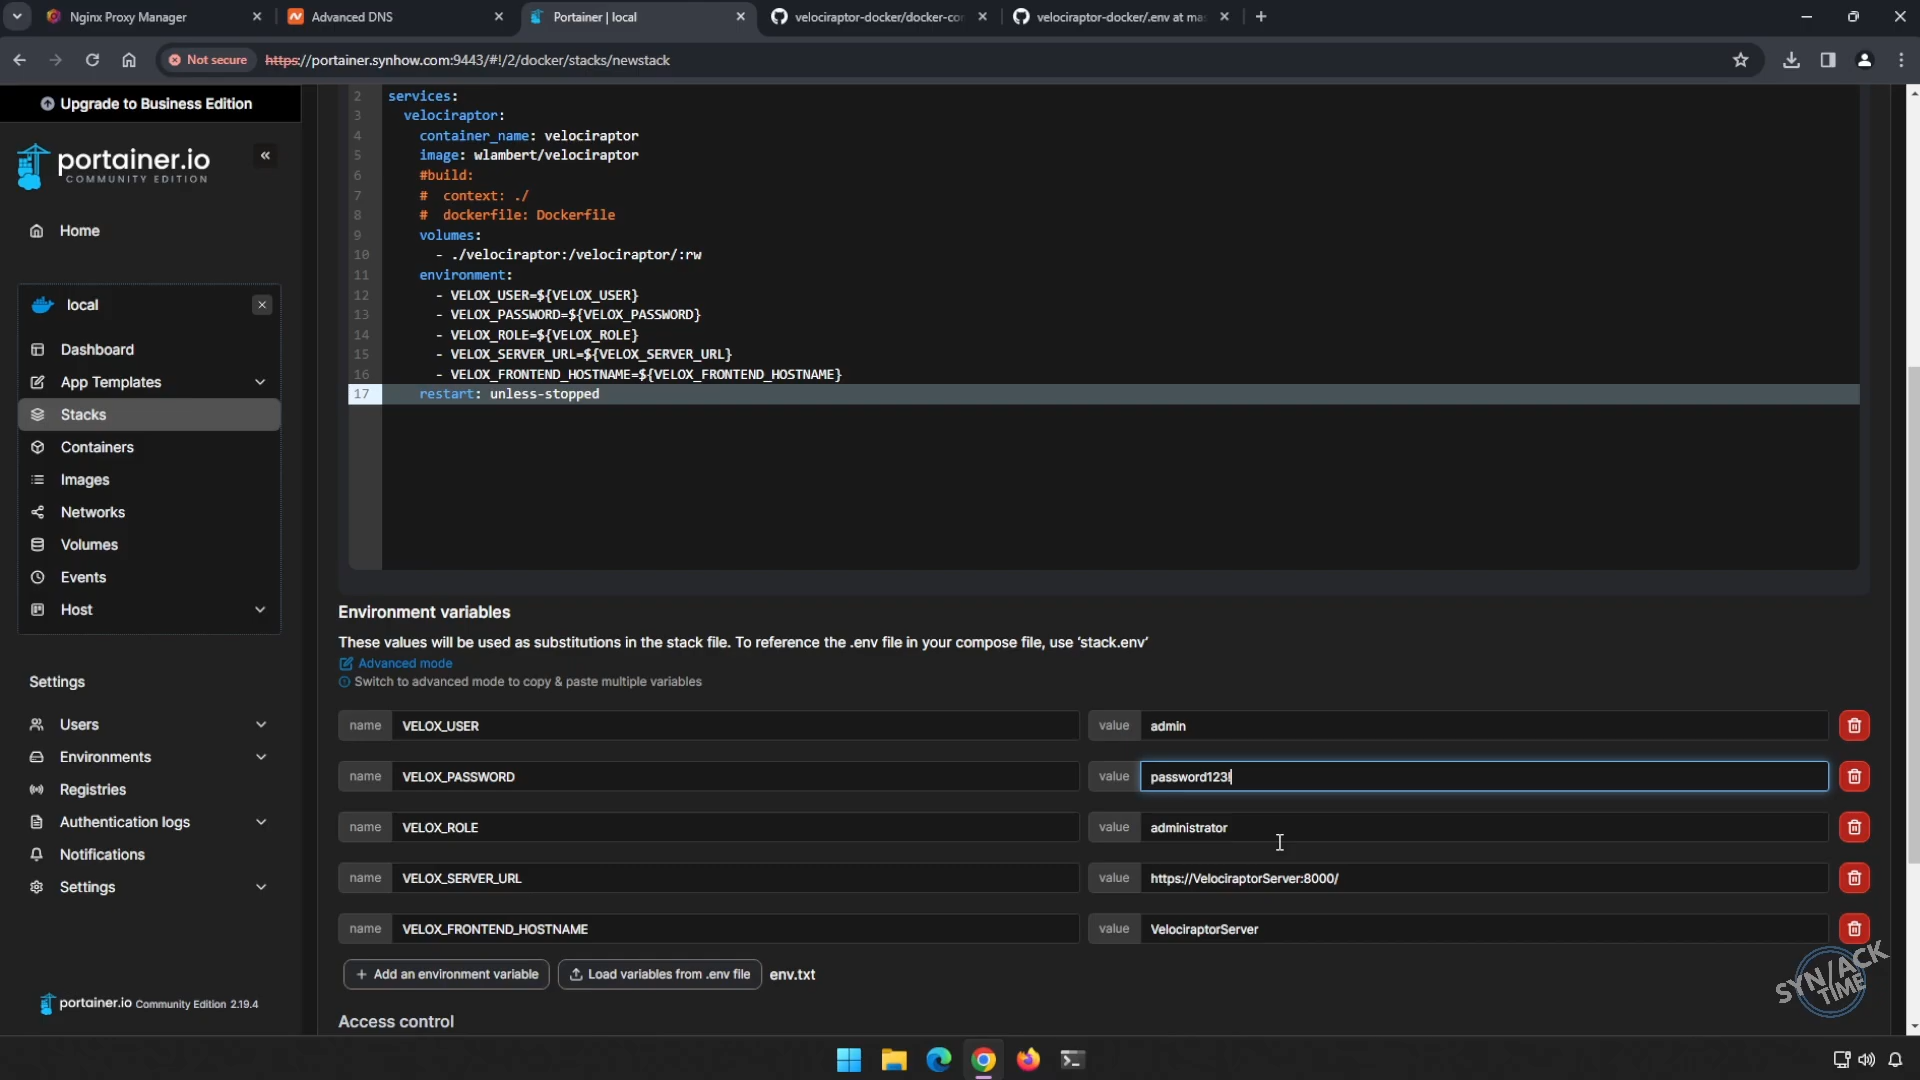 Nginx Proxy Manager
Advanced DNS
Portainer | local
velociraptor-docker/docker-cor
velociraptor-docker/.env at mas
Not secure
https://portainer.synhow.com:9443/#!/2/docker/stacks/newstack
Upgrade to Business Edition
portainer.io
COMMUNITY EDITION
Home
local
Dashboard
App Templates
Stacks
Containers
Images
Networks
Volumes
Events
Host
Settings
Users
Environments
Registries
Authentication logs
Notifications
Settings
portainer.io Community Edition 2.19.4
2 services:
3 velociraptor:
4 container_name: velociraptor
5 image: wlambert/velociraptor
6 #build:
7 # context: ./
8 # dockerfile: Dockerfile
9 volumes:
10 - ./velociraptor:/velociraptor/:rw
11 environment:
12 - VELOX_USER=${VELOX_USER}
13 - VELOX_PASSWORD=${VELOX_PASSWORD}
14 - VELOX_ROLE=${VELOX_ROLE}
15 - VELOX_SERVER_URL=${VELOX_SERVER_URL}
16 - VELOX_FRONTEND_HOSTNAME=${VELOX_FRONTEND_HOSTNAME}
17 restart: unless-stopped
Environment variables
These values will be used as substitutions in the stack file. To reference the .env file in your compose file, use 'stack.env'
Advanced mode
Switch to advanced mode to copy & paste multiple variables
name VELOX_USER value admin
name VELOX_PASSWORD value password123!
name VELOX_ROLE value administrator
name VELOX_SERVER_URL value https://VelociraptorServer:8000/
name VELOX_FRONTEND_HOSTNAME value VelociraptorServer
+ Add an environment variable Load variables from .env file env.txt
Access control
SYN/ACK
TIME